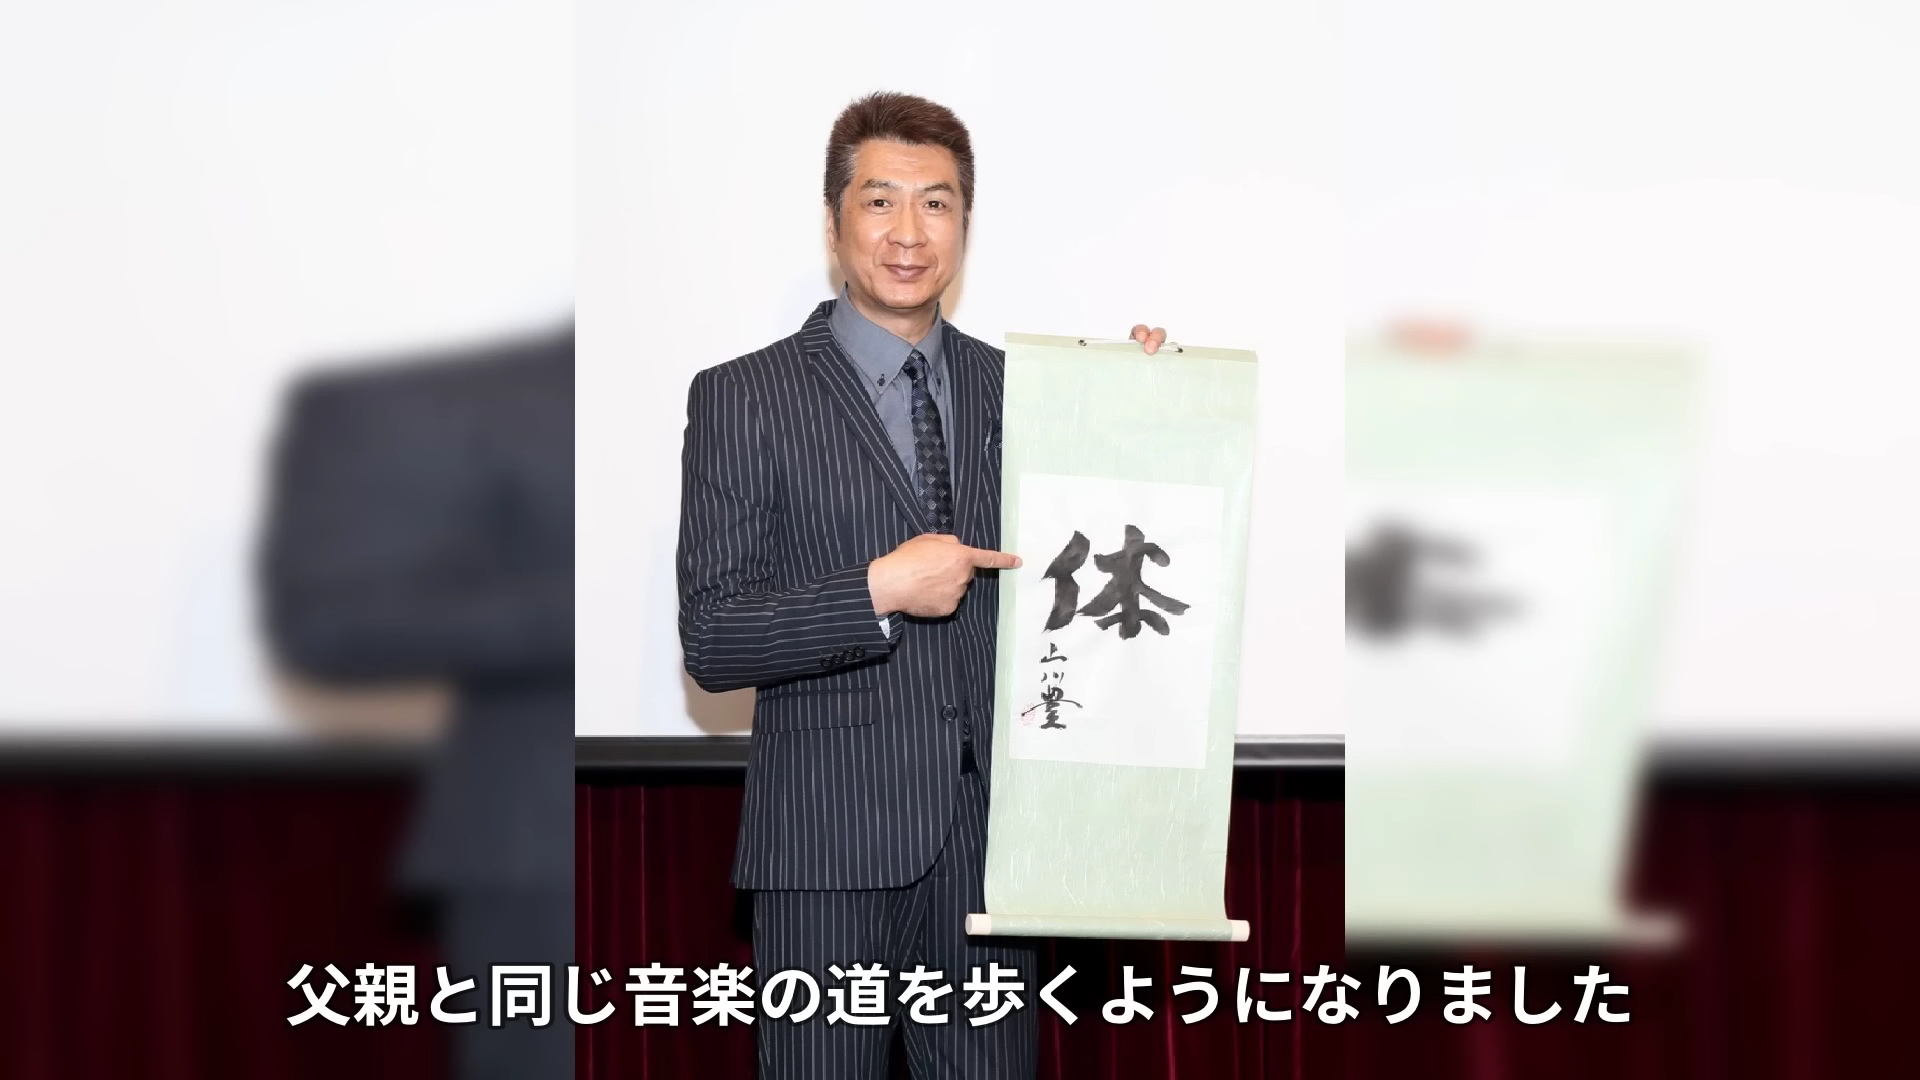 体
上川豊
父親と同じ音楽の道を歩くようになりました